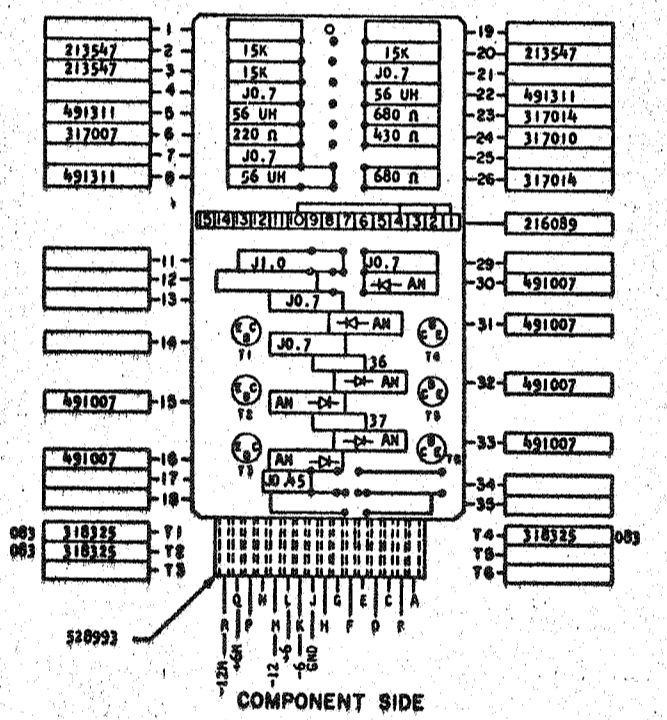 1 19
213547 2 15K 15K 20 213547
213547 3 15K J0.7 21
4 J0.7 56 UH 22 491311
491311 5 56 UH 680 Ω 23 317014
317007 6 220 Ω 430 Ω 24 317010
7 J0.7 25
491311 8 56 UH 680 Ω 26 317014
15 14 13 12 11 10 9 8 7 6 5 4 3 2 1 216089
11 J1.0 J0.7 29
12 AN 30 491007
13 J0.7
AN 31 491007
14 E C B T1 C B E T4
J0.7
36
AN 32 491007
491007 15 E C B T2 AN C B E T5
37
AN 33 491007
491007 16 E C B T3 AN C B E T6
17 J0.45 34
18 35
083 318325 T1 T4 318325 083
083 318325 T2 T5
T3 T6
Q N L J G E C A
R P M K H F D
528993
-12M +6M -12 +6 -6 GND
COMPONENT SIDE